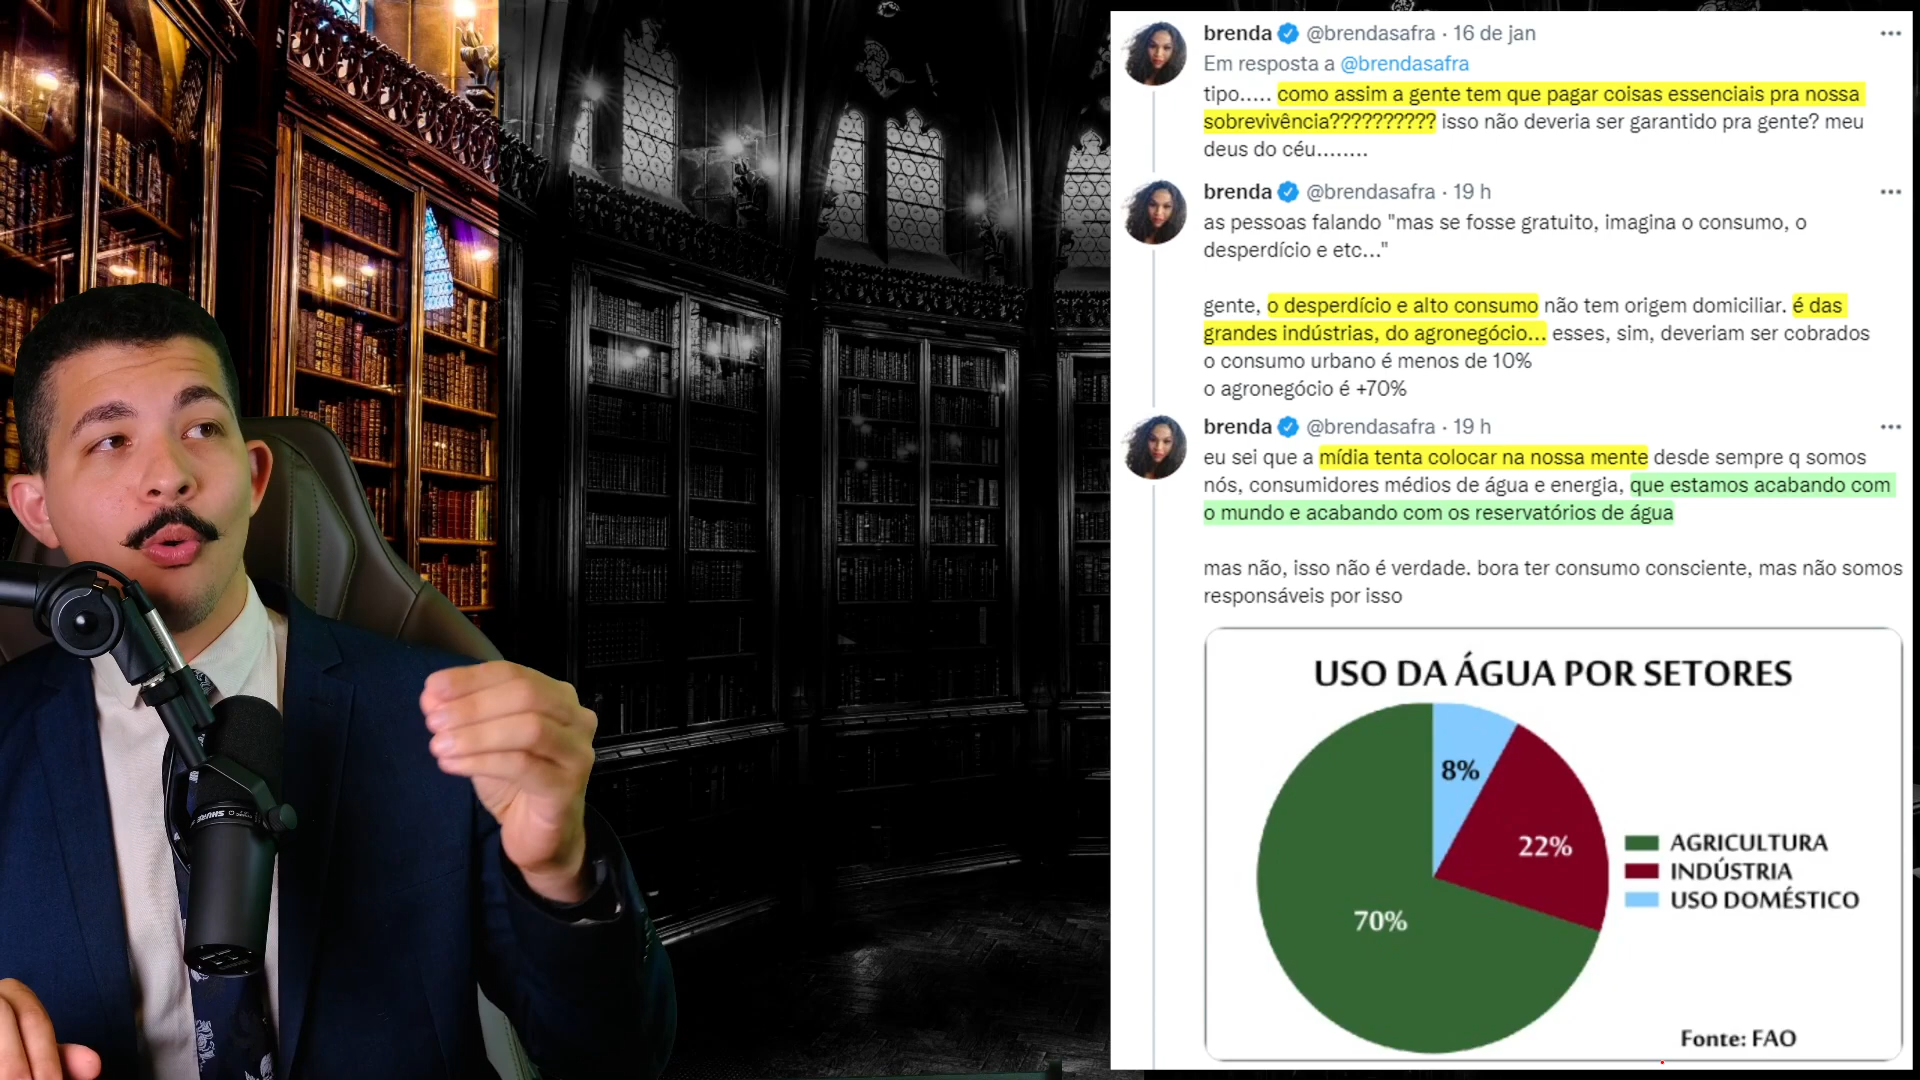 brenda @brendasafra · 16 de jan
Em resposta a @brendasafra
tipo..... como assim a gente tem que pagar coisas essenciais pra nossa
sobrevivência?????????? isso não deveria ser garantido pra gente? meu
deus do céu........
brenda @brendasafra · 19 h
as pessoas falando "mas se fosse gratuito, imagina o consumo, o
desperdício e etc..."
gente, o desperdício e alto consumo não tem origem domiciliar. é das
grandes indústrias, do agronegócio... esses, sim, deveriam ser cobrados
o consumo urbano é menos de 10%
o agronegócio é +70%
brenda @brendasafra · 19 h
eu sei que a mídia tenta colocar na nossa mente desde sempre q somos
nós, consumidores médios de água e energia, que estamos acabando com
o mundo e acabando com os reservatórios de água
mas não, isso não é verdade. bora ter consumo consciente, mas não somos
responsáveis por isso
USO DA ÁGUA POR SETORES
8%
22%
70%
AGRICULTURA
INDÚSTRIA
USO DOMÉSTICO
Fonte: FAO
SHURE